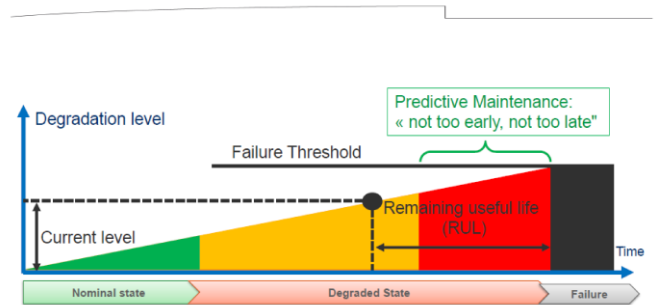 Predictive Maintenance:
« not too early, not too late"
Degradation level
Failure Threshold
Remaining useful life
(RUL)
Current level
Time
Nominal state
Degraded State
Failure